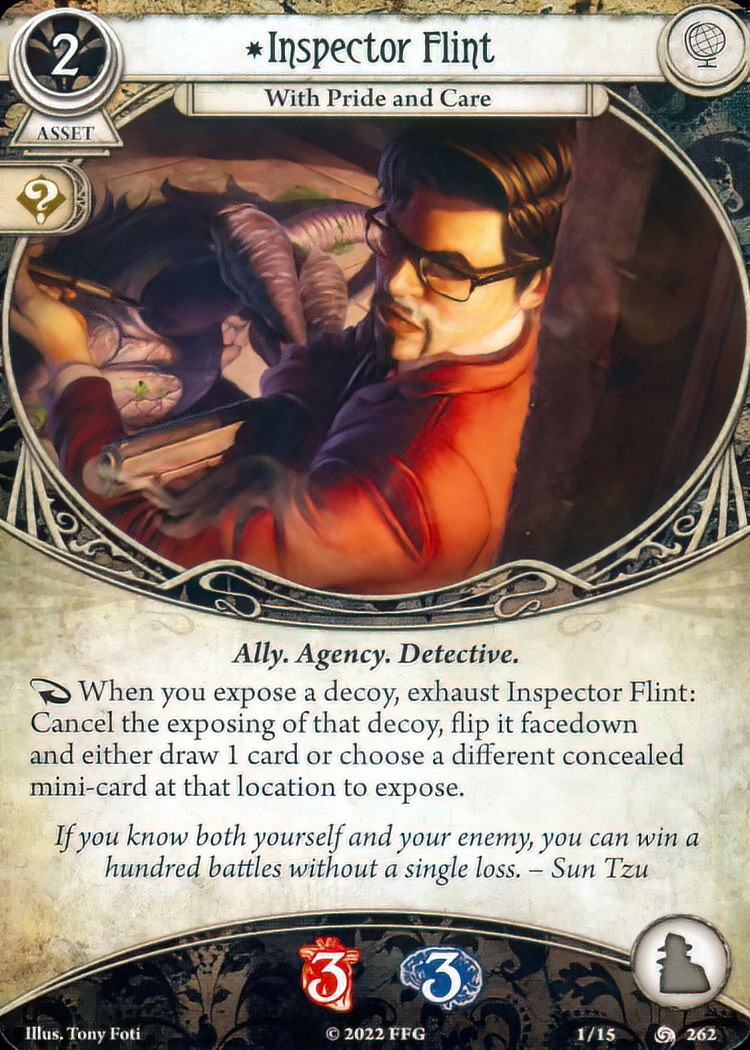 2
Inspector Flint
With Pride and Care
ASSET
?
Ally. Agency. Detective.
When you expose a decoy, exhaust Inspector Flint:
Cancel the exposing of that decoy, flip it facedown
and either draw 1 card or choose a different concealed
mini-card at that location to expose.
If you know both yourself and your enemy, you can win a
hundred battles without a single loss. – Sun Tzu
3 3
Illus. Tony Foti © 2022 FFG 1/15 262